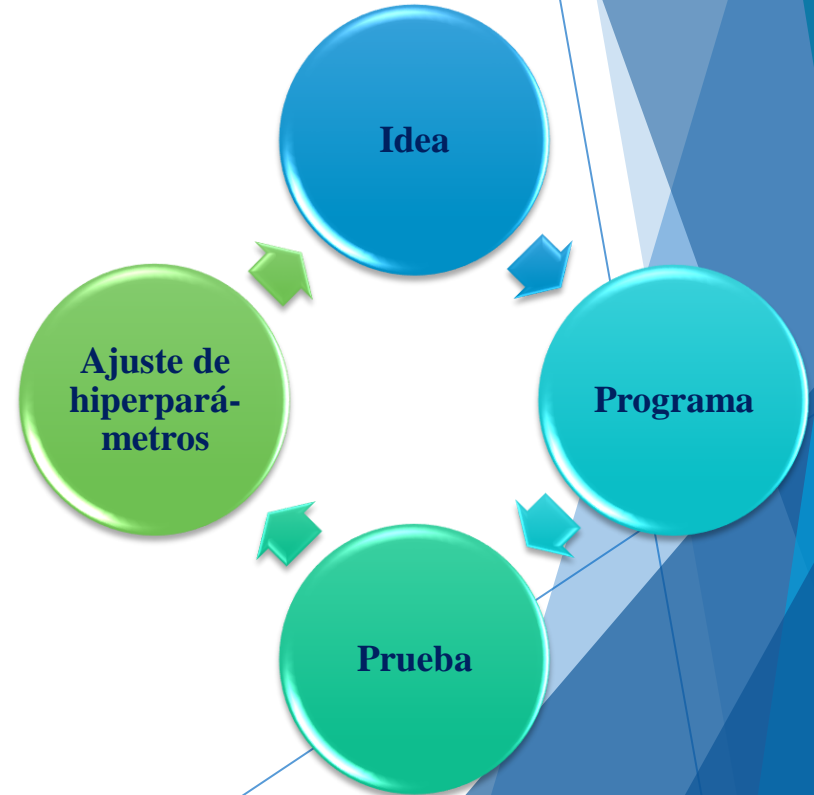 Idea
Programa
Prueba
Ajuste de
hiperpará-
metros